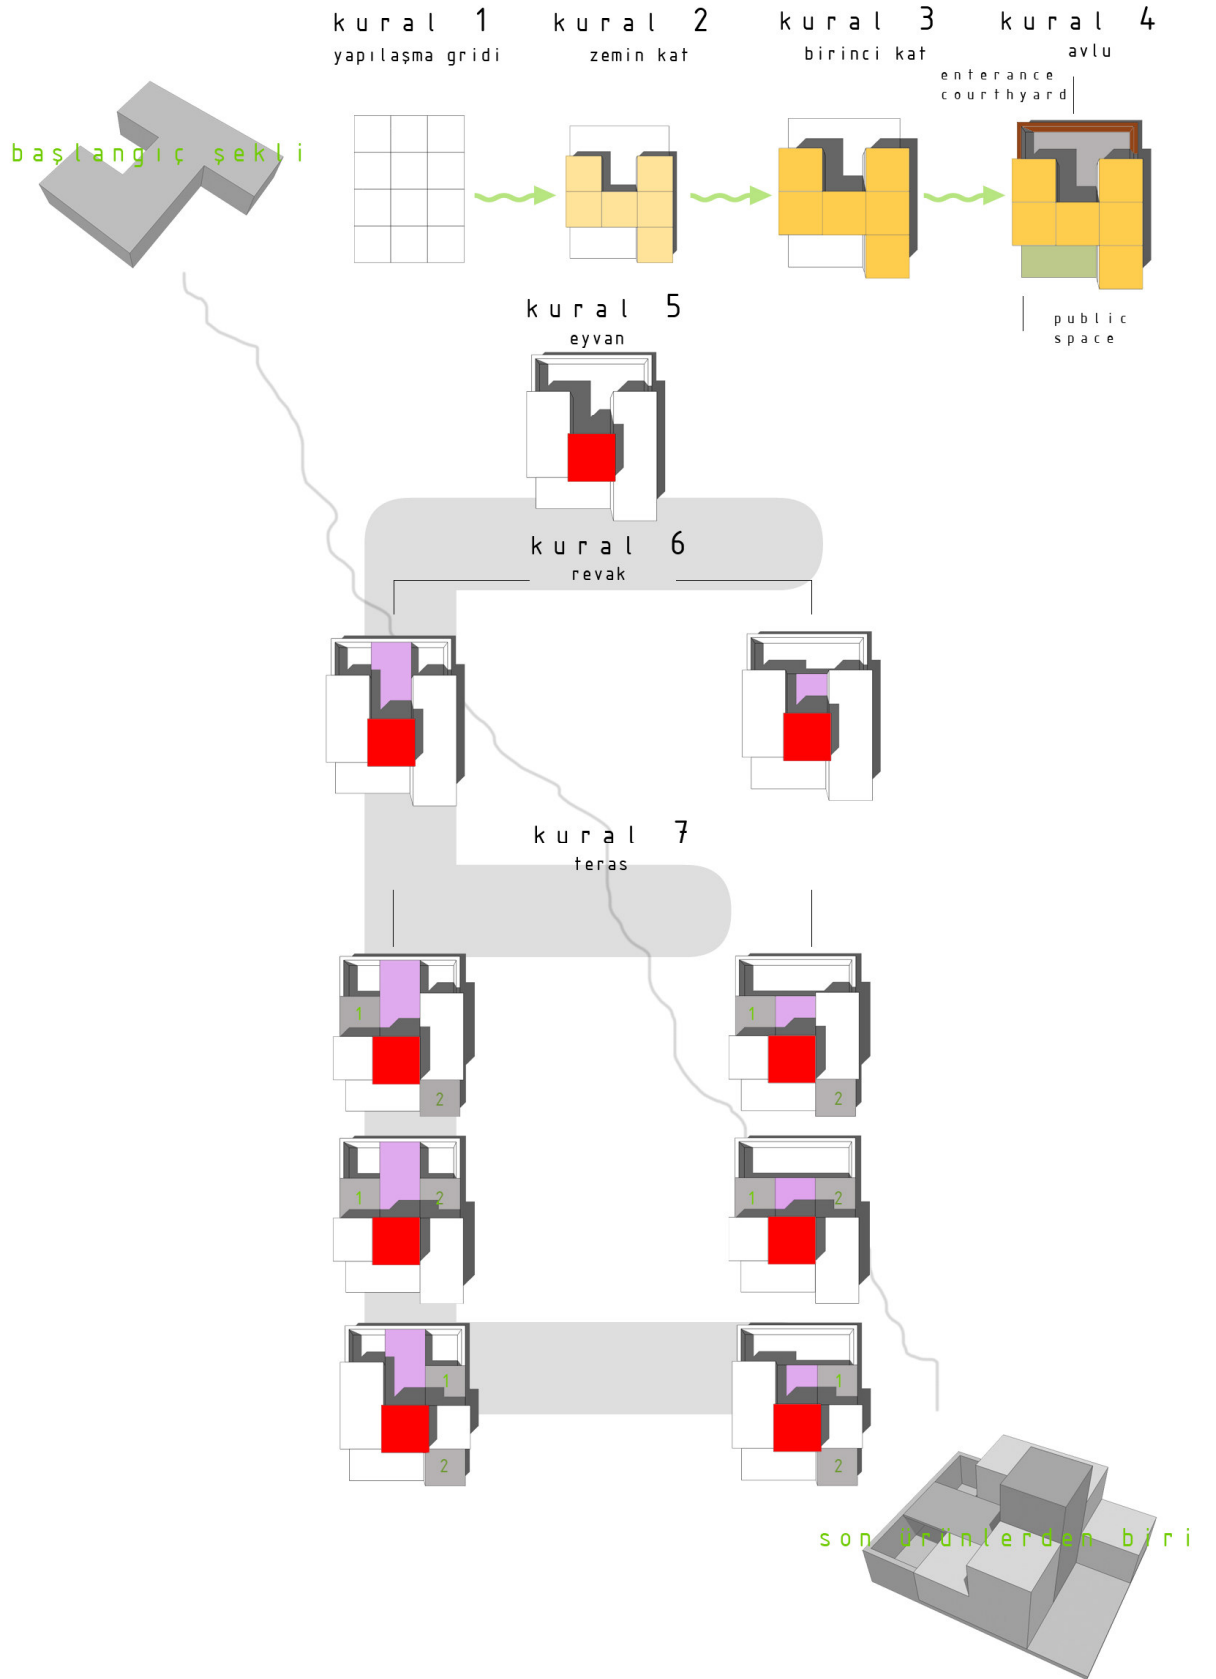 kural 1
yapılaşma gridi
kural 2
zemin kat
kural 3
birinci kat
kural 4
avlu
enterance
courthyard
başlangıç şekli
public
space
kural 5
eyvan
kural 6
revak
kural 7
teras
1
2
1
2
1
2
1
2
1
2
1
2
son ürünlerden biri